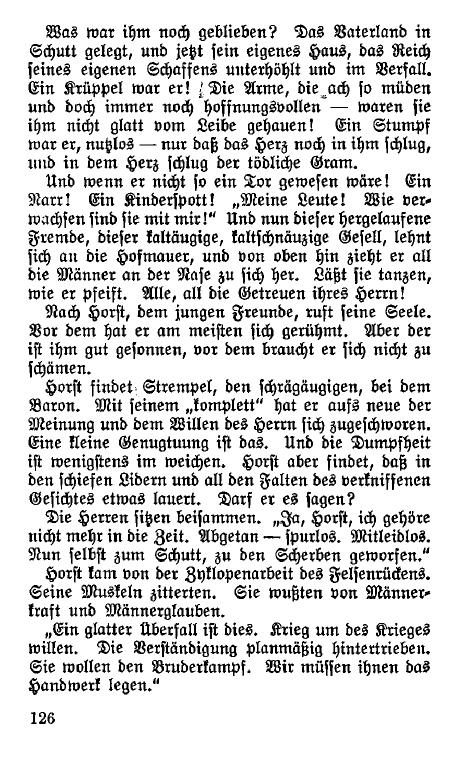 Was war ihm noch geblieben? Das Vaterland in
Schutt gelegt, und jetzt sein eigenes Haus, das Reich
seines eigenen Schaffens unterhöhlt und im Verfall.
Ein Krüppel war er! Die Arme, die ach so müden
und doch immer noch hoffnungsvollen — waren sie
ihm nicht glatt vom Leibe gehauen! Ein Stumpf
war er, nutzlos — nur daß das Herz noch in ihm schlug,
und in dem Herz schlug der tödliche Gram.
Und wenn er nicht so ein Tor gewesen wäre! Ein
Narr! Ein Kinderspott! „Meine Leute! Wie ver-
wachsen sind sie mit mir!“ Und nun dieser hergelaufene
Fremde, dieser kaltäugige, kaltschnäuzige Gesell, lehnt
sich an die Hofmauer, und von oben hin zieht er all
die Männer an der Nase zu sich her. Läßt sie tanzen,
wie er pfeift. Alle, all die Getreuen ihres Herrn!
Nach Horst, dem jungen Freunde, ruft seine Seele.
Vor dem hat er am meisten sich gerühmt. Aber der
ist ihm gut gesonnen, vor dem braucht er sich nicht zu
schämen.
Horst findet Strempel, den schrägäugigen, bei dem
Baron. Mit seinem „komplett“ hat er aufs neue der
Meinung und dem Willen des Herrn sich zugeschworen.
Eine kleine Genugtuung ist das. Und die Dumpfheit
ist wenigstens im weichen. Horst aber findet, daß in
den schiefen Lidern und all den Falten des verkniffenen
Gesichtes etwas lauert. Darf er es sagen?
Die Herren sitzen beisammen. „Ja, Horst, ich gehöre
nicht mehr in die Zeit. Abgetan — spurlos. Mitleidlos.
Nun selbst zum Schutt, zu den Scherben geworfen.“
Horst kam von der Zyklopenarbeit des Felsenrückens.
Seine Muskeln zitterten. Sie wußten von Männer-
kraft und Männerglauben.
„Ein glatter Überfall ist dies. Krieg um des Krieges
willen. Die Verständigung planmäßig hintertrieben.
Sie wollen den Bruderkampf. Wir müssen ihnen das
Handwerk legen.“
126